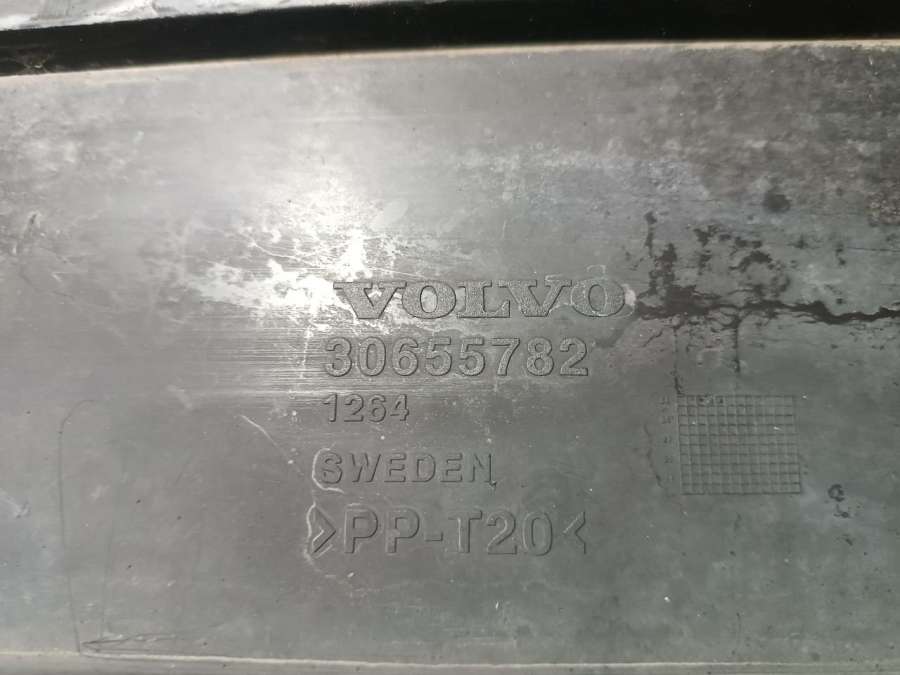 VOLVO
30655782
1264
SWEDEN
>PP-T20<